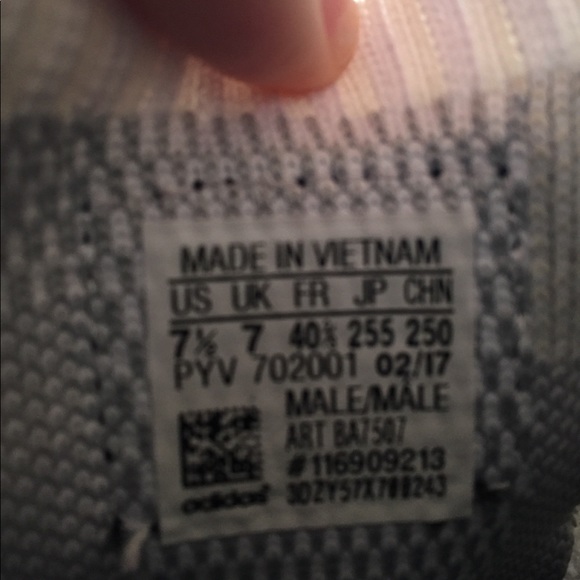 MADE IN VIETNAM
US UK FR JP CHN
7½ 7 40⅔ 255 250
PYV 702001 02/17
MALE/MÂLE
ART BA7507
#116909213
adidas